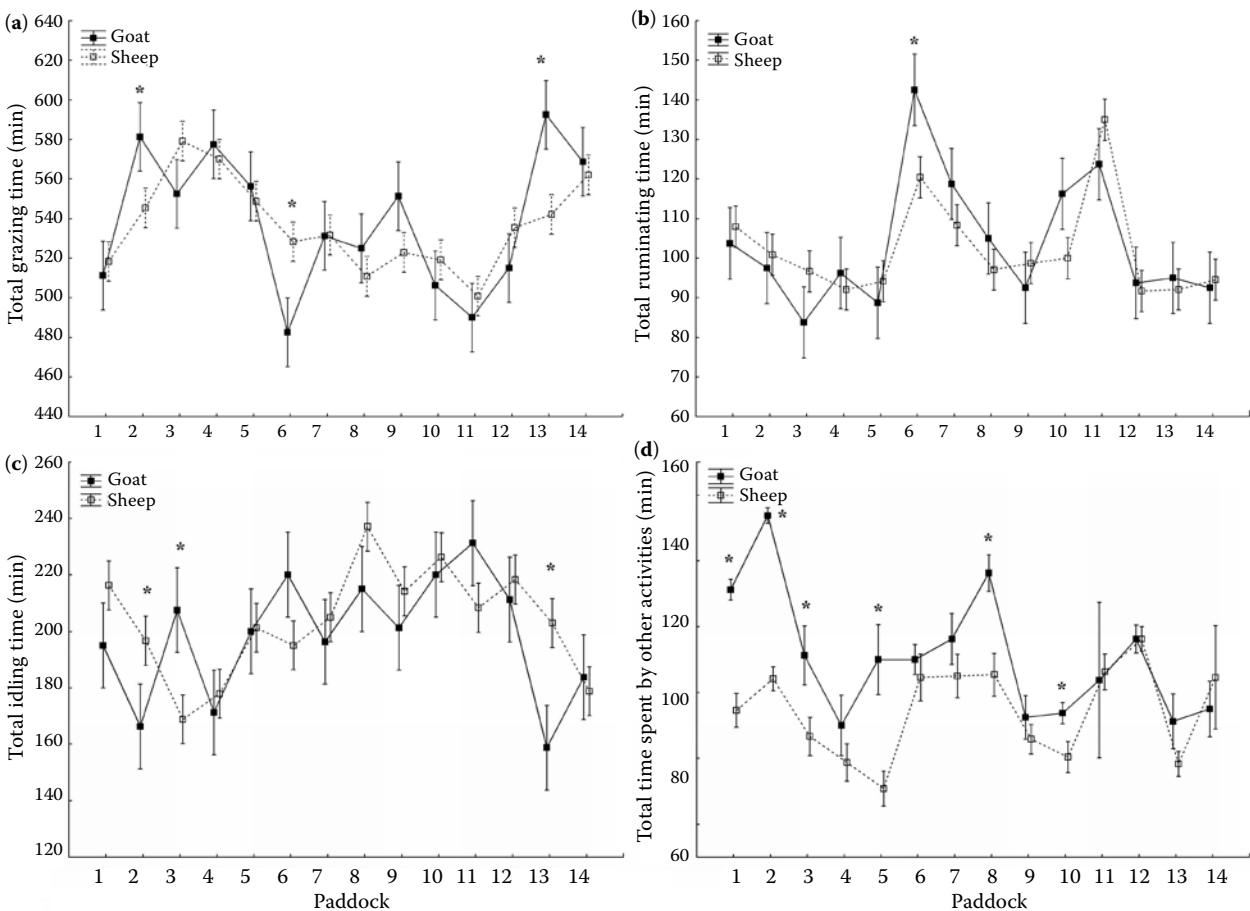 (a)
Goat
Sheep
Total grazing time (min)
640
620
600
580
560
540
520
500
480
460
440
* * *
1 2 3 4 5 6 7 8 9 10 11 12 13 14
(b)
Goat
Sheep
Total ruminating time (min)
160
150
140
130
120
110
100
90
80
70
60
*
1 2 3 4 5 6 7 8 9 10 11 12 13 14
(c)
Goat
Sheep
Total idling time (min)
260
240
220
200
180
160
140
120
* * *
1 2 3 4 5 6 7 8 9 10 11 12 13 14
Paddock
(d)
Goat
Sheep
Total time spent by other activities (min)
160
140
120
100
80
60
* * * * * *
1 2 3 4 5 6 7 8 9 10 11 12 13 14
Paddock